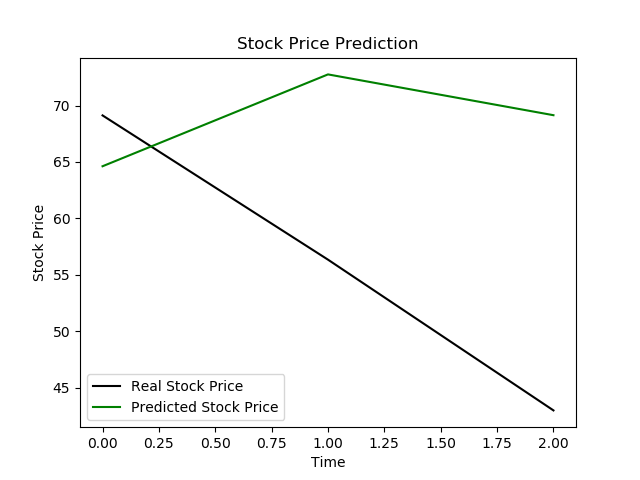 Stock Price Prediction
Stock Price
70
65
60
55
50
45
Real Stock Price
Predicted Stock Price
0.00 0.25 0.50 0.75 1.00 1.25 1.50 1.75 2.00
Time